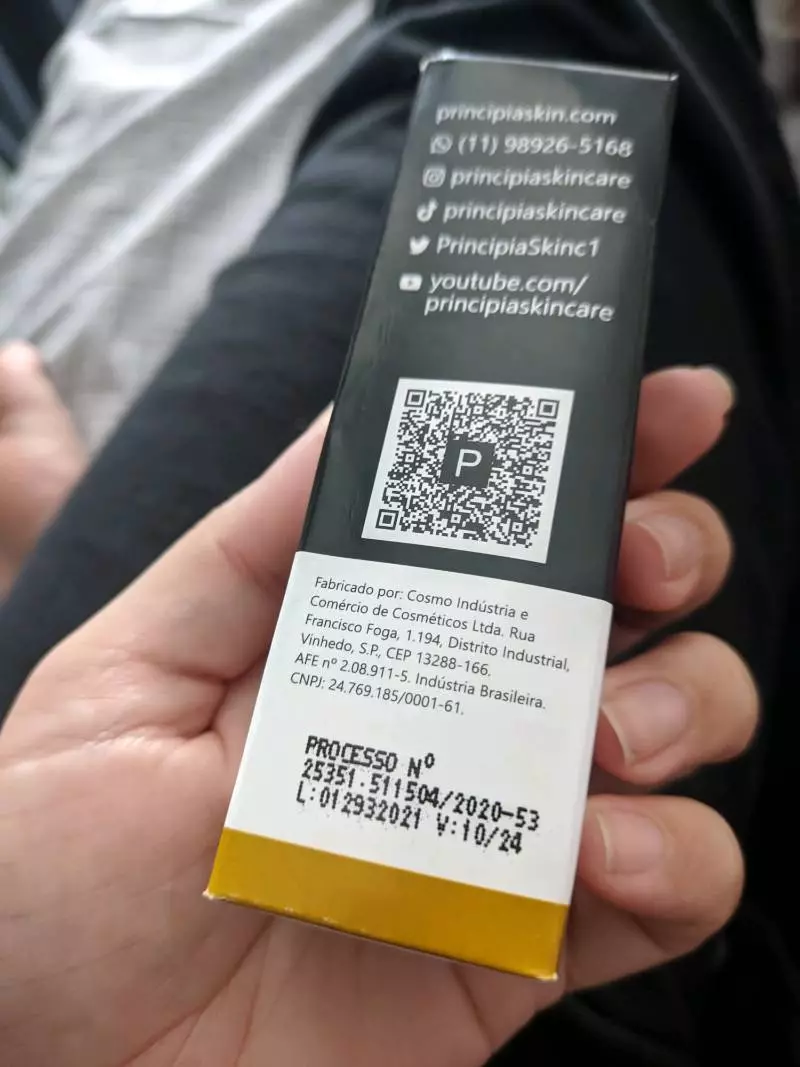 principiaskin.com
(11) 98926-5168
principiaskincare
principiaskincare
PrincipiaSkinc1
youtube.com/
principiaskincare
P
Fabricado por: Cosmo Indústria e
Comércio de Cosméticos Ltda. Rua
Francisco Foga, 1.194, Distrito Industrial,
Vinhedo, S.P., CEP 13288-166.
AFE nº 2.08.911-5. Indústria Brasileira.
CNPJ: 24.769.185/0001-61.
PROCESSO Nº
25351.511504/2020-53
L:012932021 V:10/24